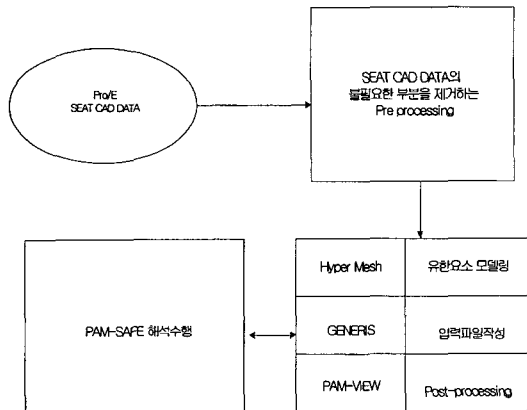 Pro/E
SEAT CAD DATA
SEAT CAD DATA의
불필요한 부분을 제거하는
Pre processing
Hyper Mesh 유한요소 모델링
PAM-SAFE 해석수행
GENERIS 입력파일작성
PAM-VIEW Post-processing